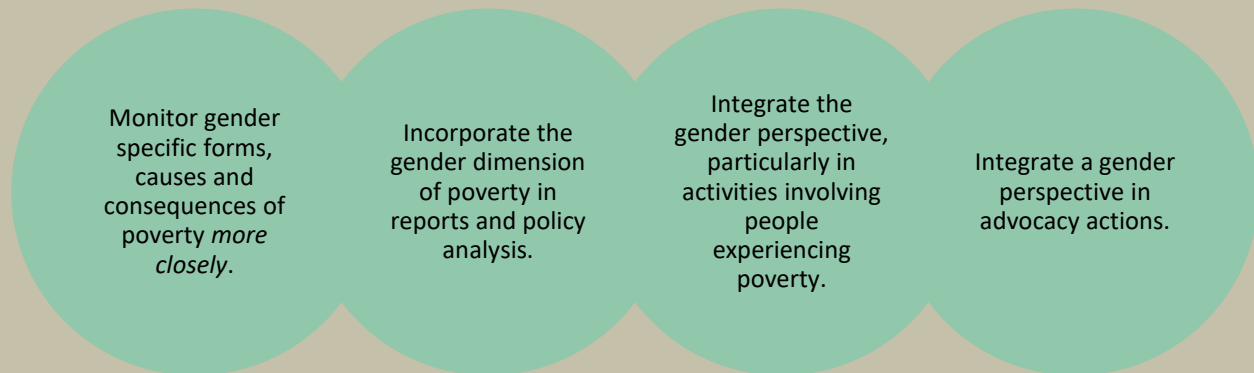 Monitor gender
specific forms,
causes and
consequences of
poverty more
closely.
Incorporate the
gender dimension
of poverty in
reports and policy
analysis.
Integrate the
gender perspective,
particularly in
activities involving
people
experiencing
poverty.
Integrate a gender
perspective in
advocacy actions.